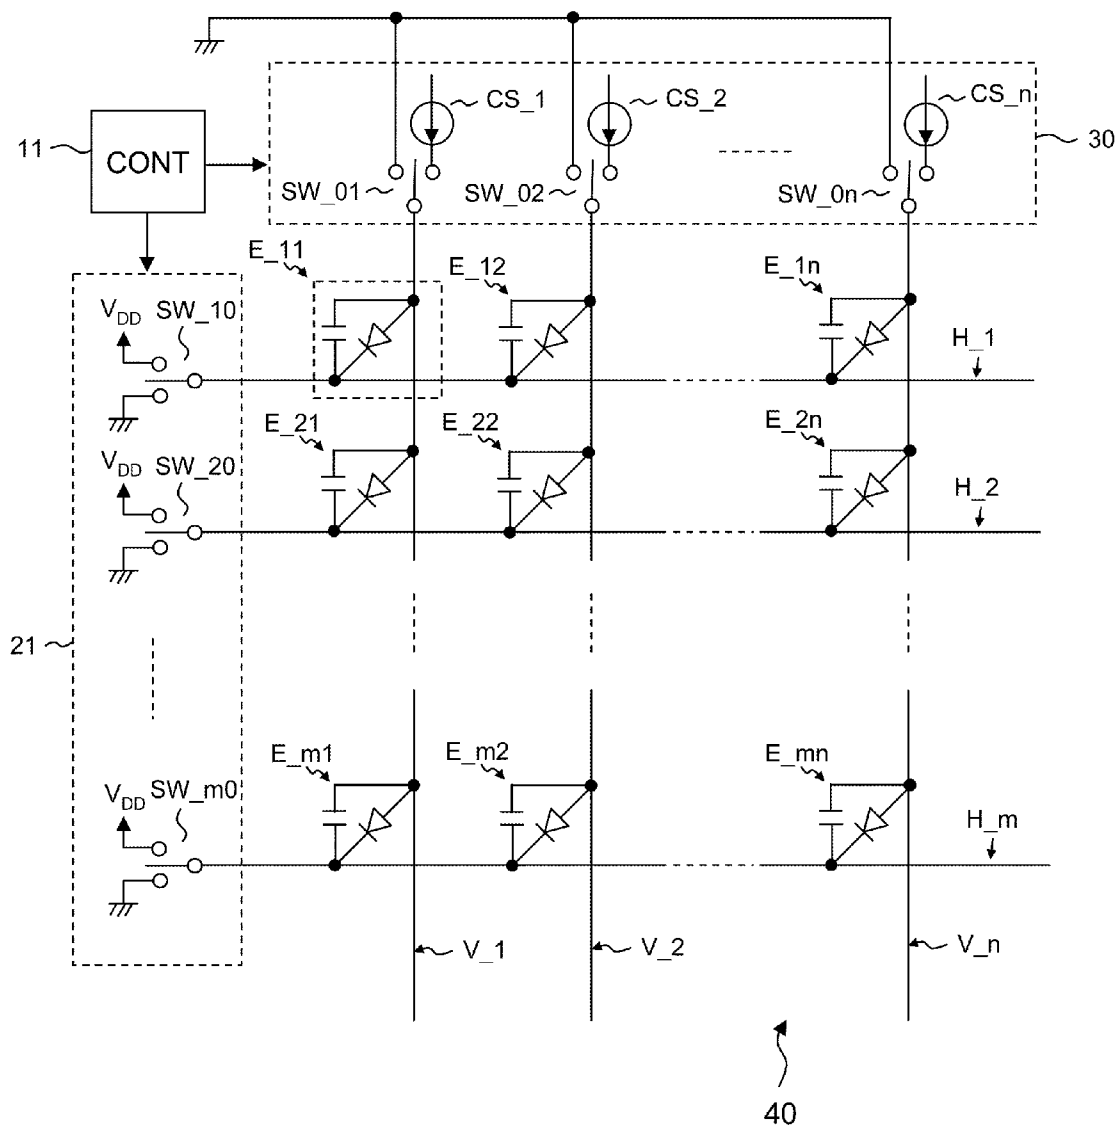 CS_1
CS_2
CS_n
30
11
CONT
SW_01
SW_02
SW_0n
E_11
E_12
E_1n
VDD
SW_10
H_1
E_21
E_22
E_2n
VDD
SW_20
H_2
21
E_m1
E_m2
E_mn
VDD
SW_m0
H_m
V_1
V_2
V_n
40